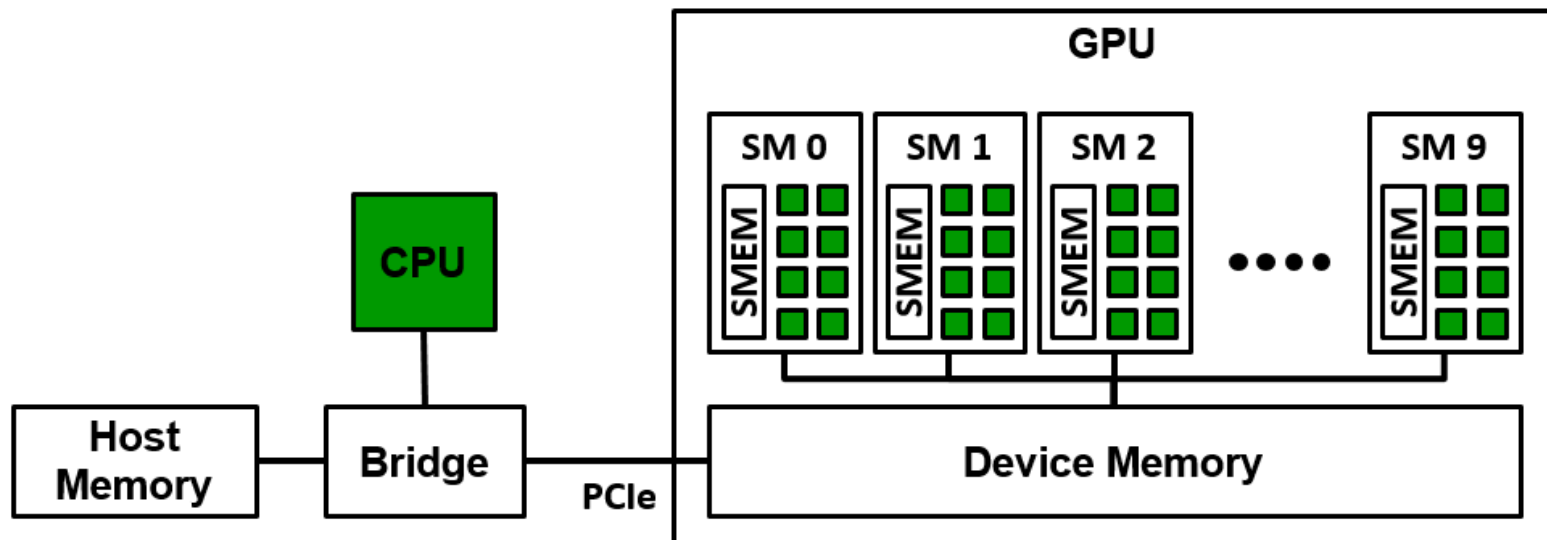 GPU
SM 0
SM 1
SM 2
SM 9
SMEM
SMEM
SMEM
SMEM
CPU
Host
Memory
Bridge
PCIe
Device Memory